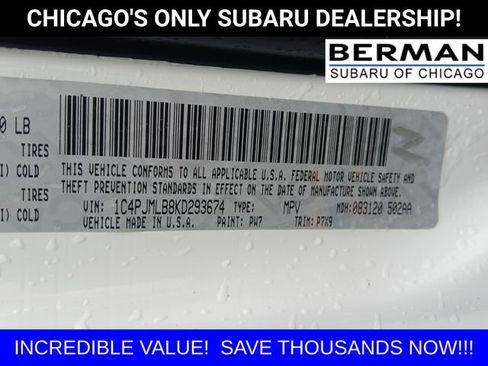 CHICAGO'S ONLY SUBARU DEALERSHIP!
BERMAN
SUBARU OF CHICAGO
0 LB
TIRES
I) COLD
TIRES
I) COLD
TIRES
I) COLD
THIS VEHICLE CONFORMS TO ALL APPLICABLE U.S.A. FEDERAL MOTOR VEHICLE SAFETY AND
THEFT PREVENTION STANDARDS IN EFFECT ON THE DATE OF MANUFACTURE SHOWN ABOVE.
VIN: 1C4PJMLB8KD293674 TYPE: MPV MDH: 083120 502AA
VEHICLE MADE IN U.S.A. PAINT: PW7 TRIM: P7X9
INCREDIBLE VALUE! SAVE THOUSANDS NOW!!!